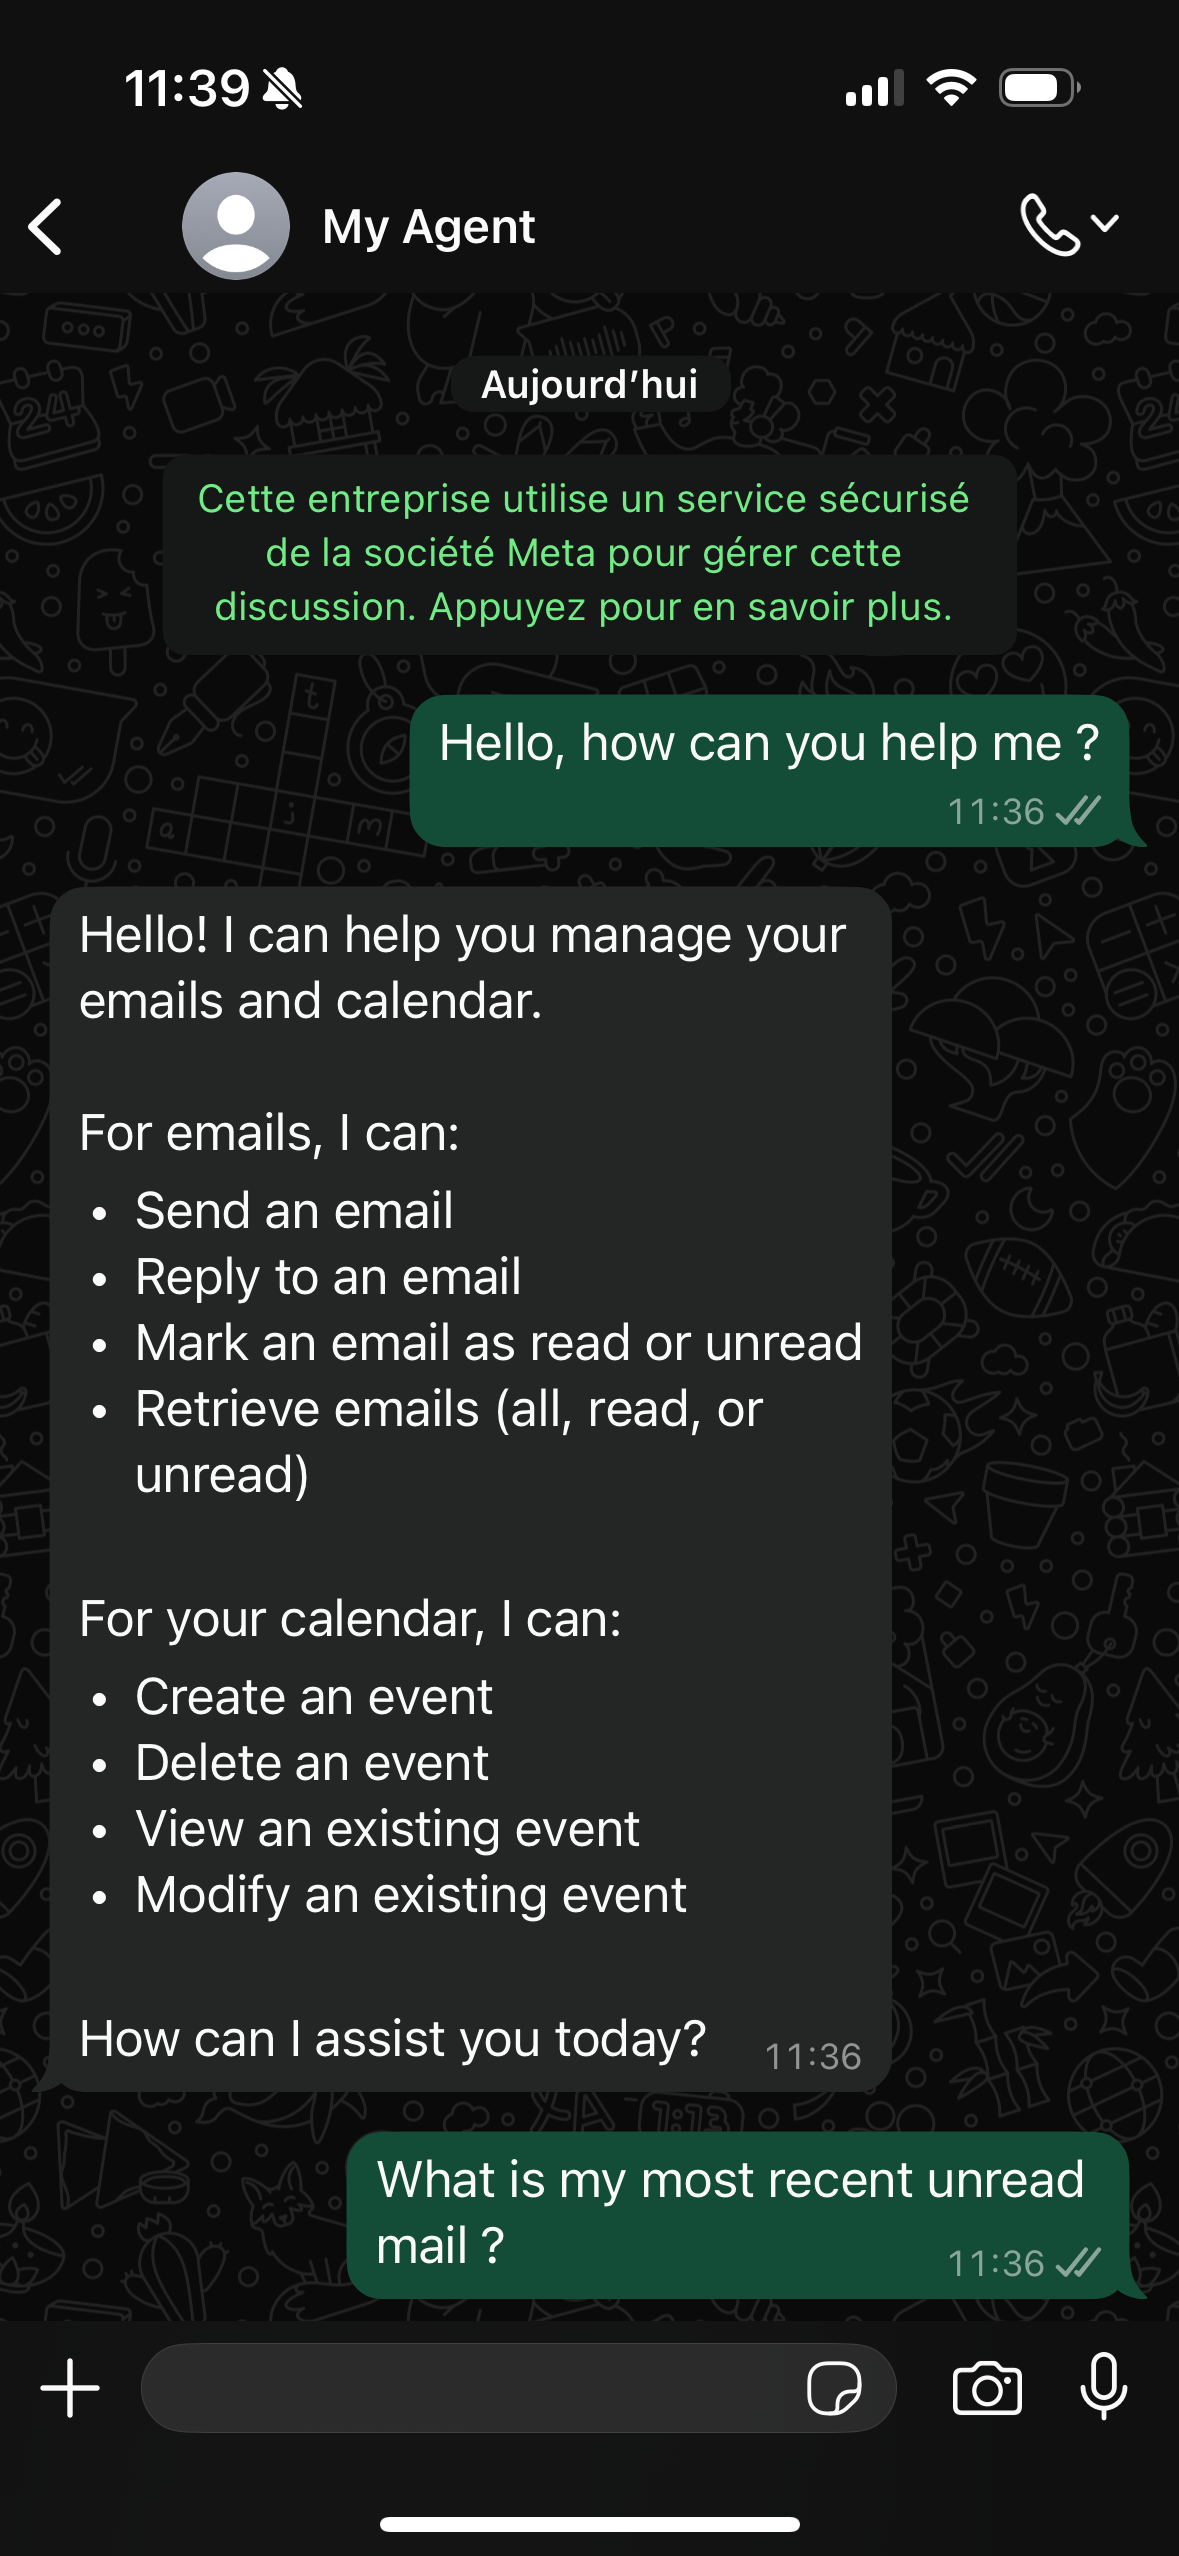 11:39
My Agent
Aujourd’hui
Cette entreprise utilise un service sécurisé
de la société Meta pour gérer cette
discussion. Appuyez pour en savoir plus.
Hello, how can you help me ?
11:36
Hello! I can help you manage your
emails and calendar.
For emails, I can:
• Send an email
• Reply to an email
• Mark an email as read or unread
• Retrieve emails (all, read, or
unread)
For your calendar, I can:
• Create an event
• Delete an event
• View an existing event
• Modify an existing event
How can I assist you today?
11:36
What is my most recent unread
mail ?
11:36